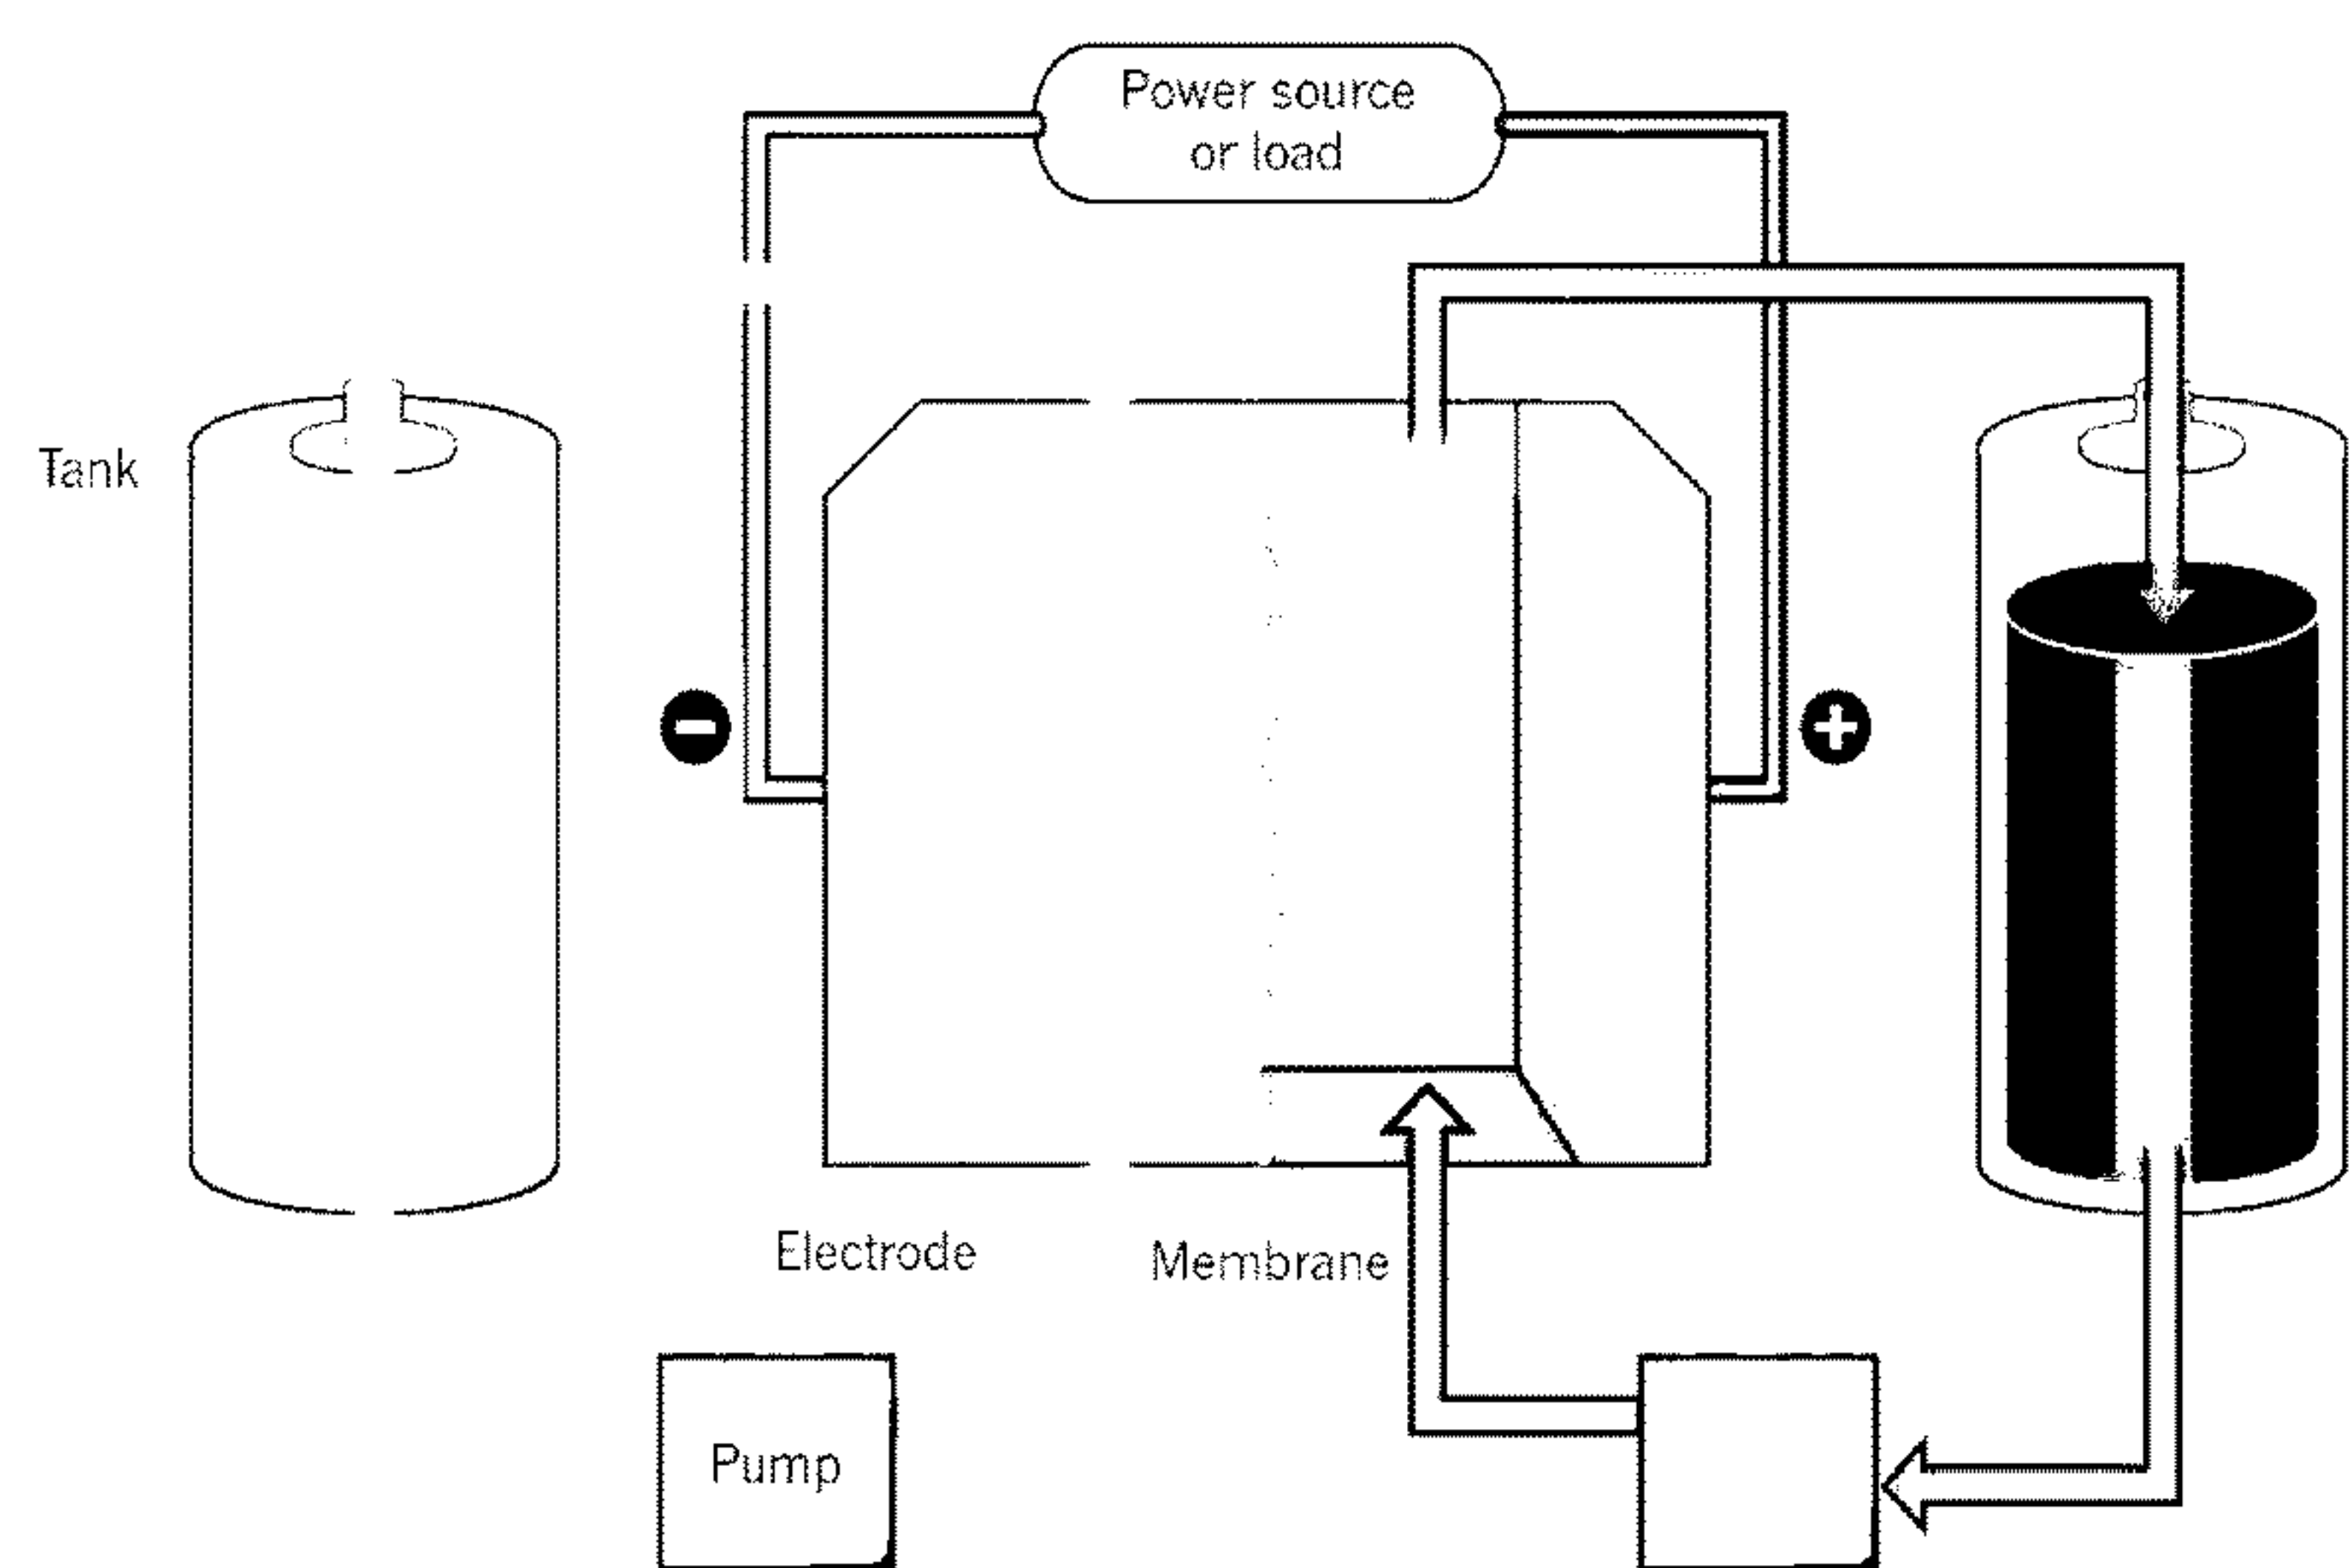 Power source
or load
Tank
Electrode
Membrane
Pump